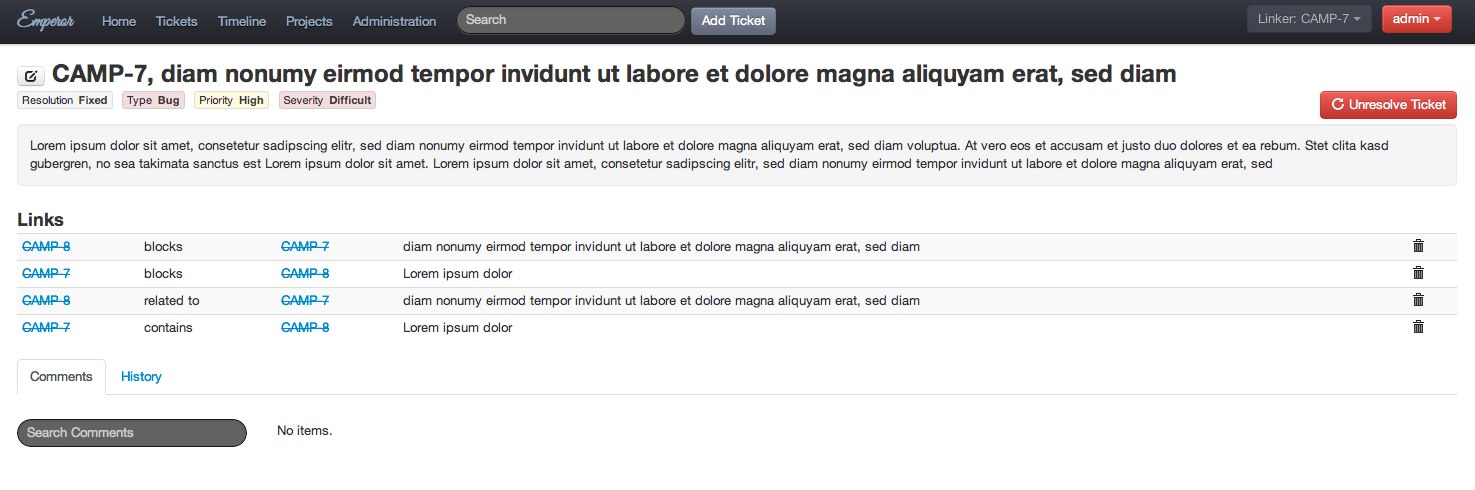 Emperor Home Tickets Timeline Projects Administration Search Add Ticket Linker: CAMP-7 admin
CAMP-7, diam nonumy eirmod tempor invidunt ut labore et dolore magna aliquyam erat, sed diam
Resolution Fixed Type Bug Priority High Severity Difficult Unresolve Ticket
Lorem ipsum dolor sit amet, consetetur sadipscing elitr, sed diam nonumy eirmod tempor invidunt ut labore et dolore magna aliquyam erat, sed diam voluptua. At vero eos et accusam et justo duo dolores et ea rebum. Stet clita kasd
gubergren, no sea takimata sanctus est Lorem ipsum dolor sit amet. Lorem ipsum dolor sit amet, consetetur sadipscing elitr, sed diam nonumy eirmod tempor invidunt ut labore et dolore magna aliquyam erat, sed
Links
CAMP-8 blocks CAMP-7 diam nonumy eirmod tempor invidunt ut labore et dolore magna aliquyam erat, sed diam
CAMP-7 blocks CAMP-8 Lorem ipsum dolor
CAMP-8 related to CAMP-7 diam nonumy eirmod tempor invidunt ut labore et dolore magna aliquyam erat, sed diam
CAMP-7 contains CAMP-8 Lorem ipsum dolor
Comments History
Search Comments No items.